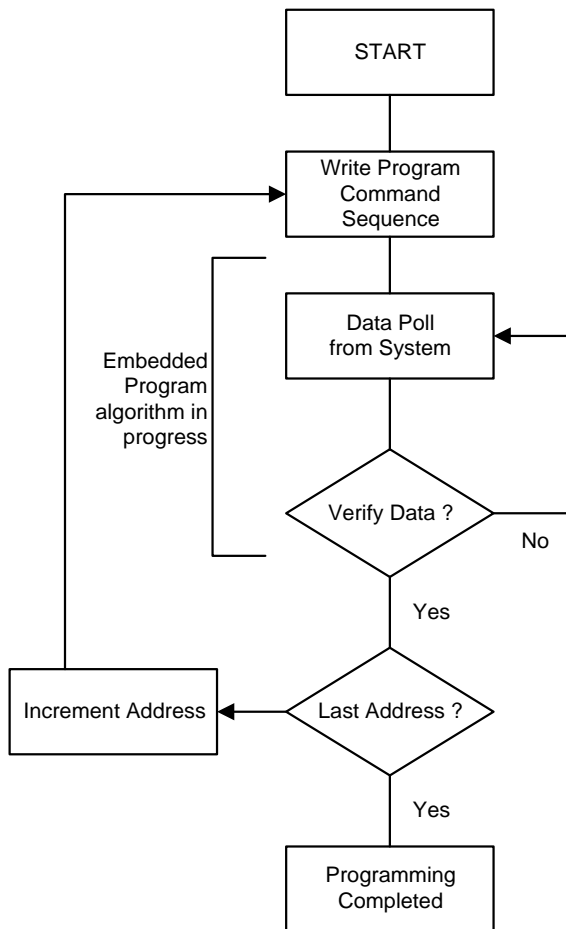 START
Write Program
Command
Sequence
Data Poll
from System
Embedded
Program
algorithm in
progress
Verify Data ?
No
Yes
Increment Address
Last Address ?
Yes
Programming
Completed